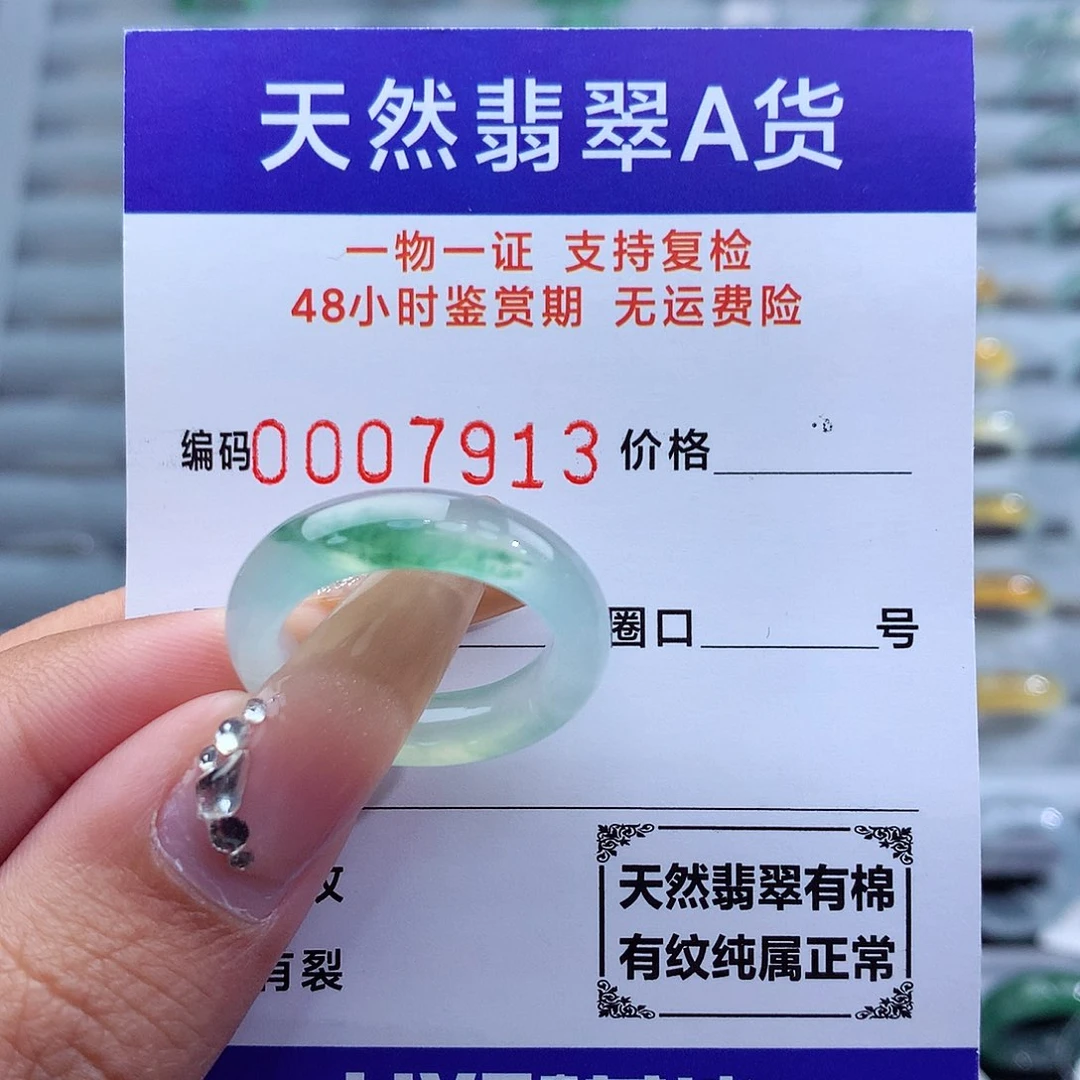 天然翡翠A货
一物一证 支持复检
48小时鉴赏期 无运费险
编码0007913 价格
圈口 号
纹
有裂
天然翡翠有棉
有纹纯属正常